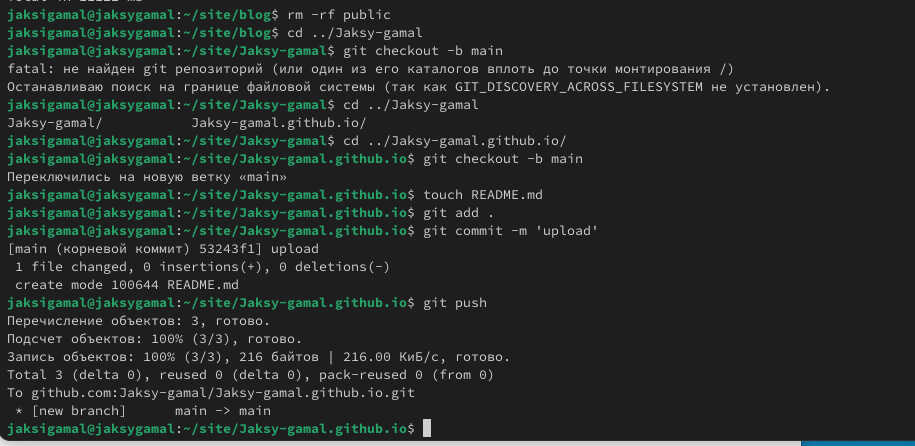 jaksigamal@jaksygamal:~/site/blog$ rm -rf public
jaksigamal@jaksygamal:~/site/blog$ cd ../Jaksy-gamal
jaksigamal@jaksygamal:~/site/Jaksy-gamal$ git checkout -b main
fatal: не найден git репозиторий (или один из его каталогов вплоть до точки монтирования /)
Останавливаю поиск на границе файловой системы (так как GIT_DISCOVERY_ACROSS_FILESYSTEM не установлен).
jaksigamal@jaksygamal:~/site/Jaksy-gamal$ cd ../Jaksy-gamal
Jaksy-gamal/           Jaksy-gamal.github.io/
jaksigamal@jaksygamal:~/site/Jaksy-gamal$ cd ../Jaksy-gamal.github.io/
jaksigamal@jaksygamal:~/site/Jaksy-gamal.github.io$ git checkout -b main
Переключились на новую ветку «main»
jaksigamal@jaksygamal:~/site/Jaksy-gamal.github.io$ touch README.md
jaksigamal@jaksygamal:~/site/Jaksy-gamal.github.io$ git add .
jaksigamal@jaksygamal:~/site/Jaksy-gamal.github.io$ git commit -m 'upload'
[main (корневой коммит) 53243f1] upload
 1 file changed, 0 insertions(+), 0 deletions(-)
 create mode 100644 README.md
jaksigamal@jaksygamal:~/site/Jaksy-gamal.github.io$ git push
Перечисление объектов: 3, готово.
Подсчет объектов: 100% (3/3), готово.
Запись объектов: 100% (3/3), 216 байтов | 216.00 КиБ/с, готово.
Total 3 (delta 0), reused 0 (delta 0), pack-reused 0 (from 0)
To github.com:Jaksy-gamal/Jaksy-gamal.github.io.git
 * [new branch]      main -> main
jaksigamal@jaksygamal:~/site/Jaksy-gamal.github.io$